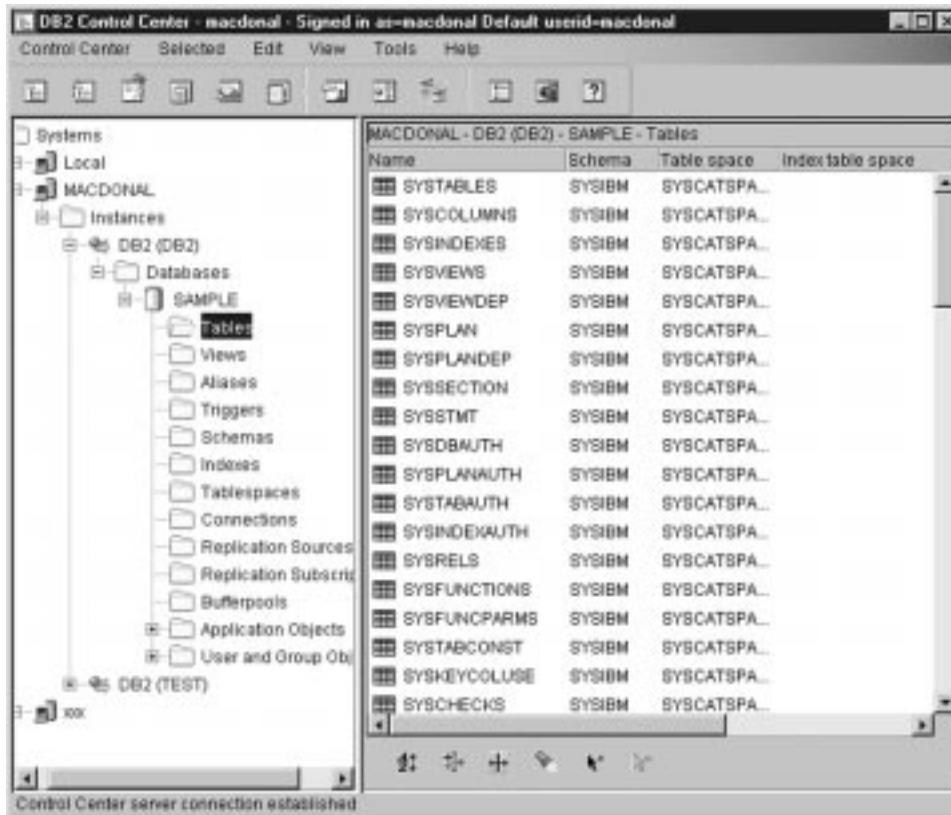 DB2 Control Center - macdonal - Signed in as=macdonal Default userid=macdonal
Control Center Selected Edit View Tools Help
Systems
Local
MACDONAL
Instances
DB2 (DB2)
Databases
SAMPLE
Tables
Views
Aliases
Triggers
Schemas
Indexes
Tablespaces
Connections
Replication Sources
Replication Subscrip
Bufferpools
Application Objects
User and Group Obj
DB2 (TEST)
xxx
MACDONAL - DB2 (DB2) - SAMPLE - Tables
Name Schema Table space Index table space
SYSTABLES SYSIBM SYSCATSPA...
SYSCOLUMNS SYSIBM SYSCATSPA...
SYSINDEXES SYSIBM SYSCATSPA...
SYSVIEWS SYSIBM SYSCATSPA...
SYSVIEWDEP SYSIBM SYSCATSPA...
SYSPLAN SYSIBM SYSCATSPA...
SYSPLANDEP SYSIBM SYSCATSPA...
SYSSECTION SYSIBM SYSCATSPA...
SYSSTMT SYSIBM SYSCATSPA...
SYSDBAUTH SYSIBM SYSCATSPA...
SYSPLANAUTH SYSIBM SYSCATSPA...
SYSTABAUTH SYSIBM SYSCATSPA...
SYSINDEXAUTH SYSIBM SYSCATSPA...
SYSRELS SYSIBM SYSCATSPA...
SYSFUNCTIONS SYSIBM SYSCATSPA...
SYSFUNCPARMS SYSIBM SYSCATSPA...
SYSTABCONST SYSIBM SYSCATSPA...
SYSKEYCOLUSE SYSIBM SYSCATSPA...
SYSCHECKS SYSIBM SYSCATSPA...
Control Center server connection established